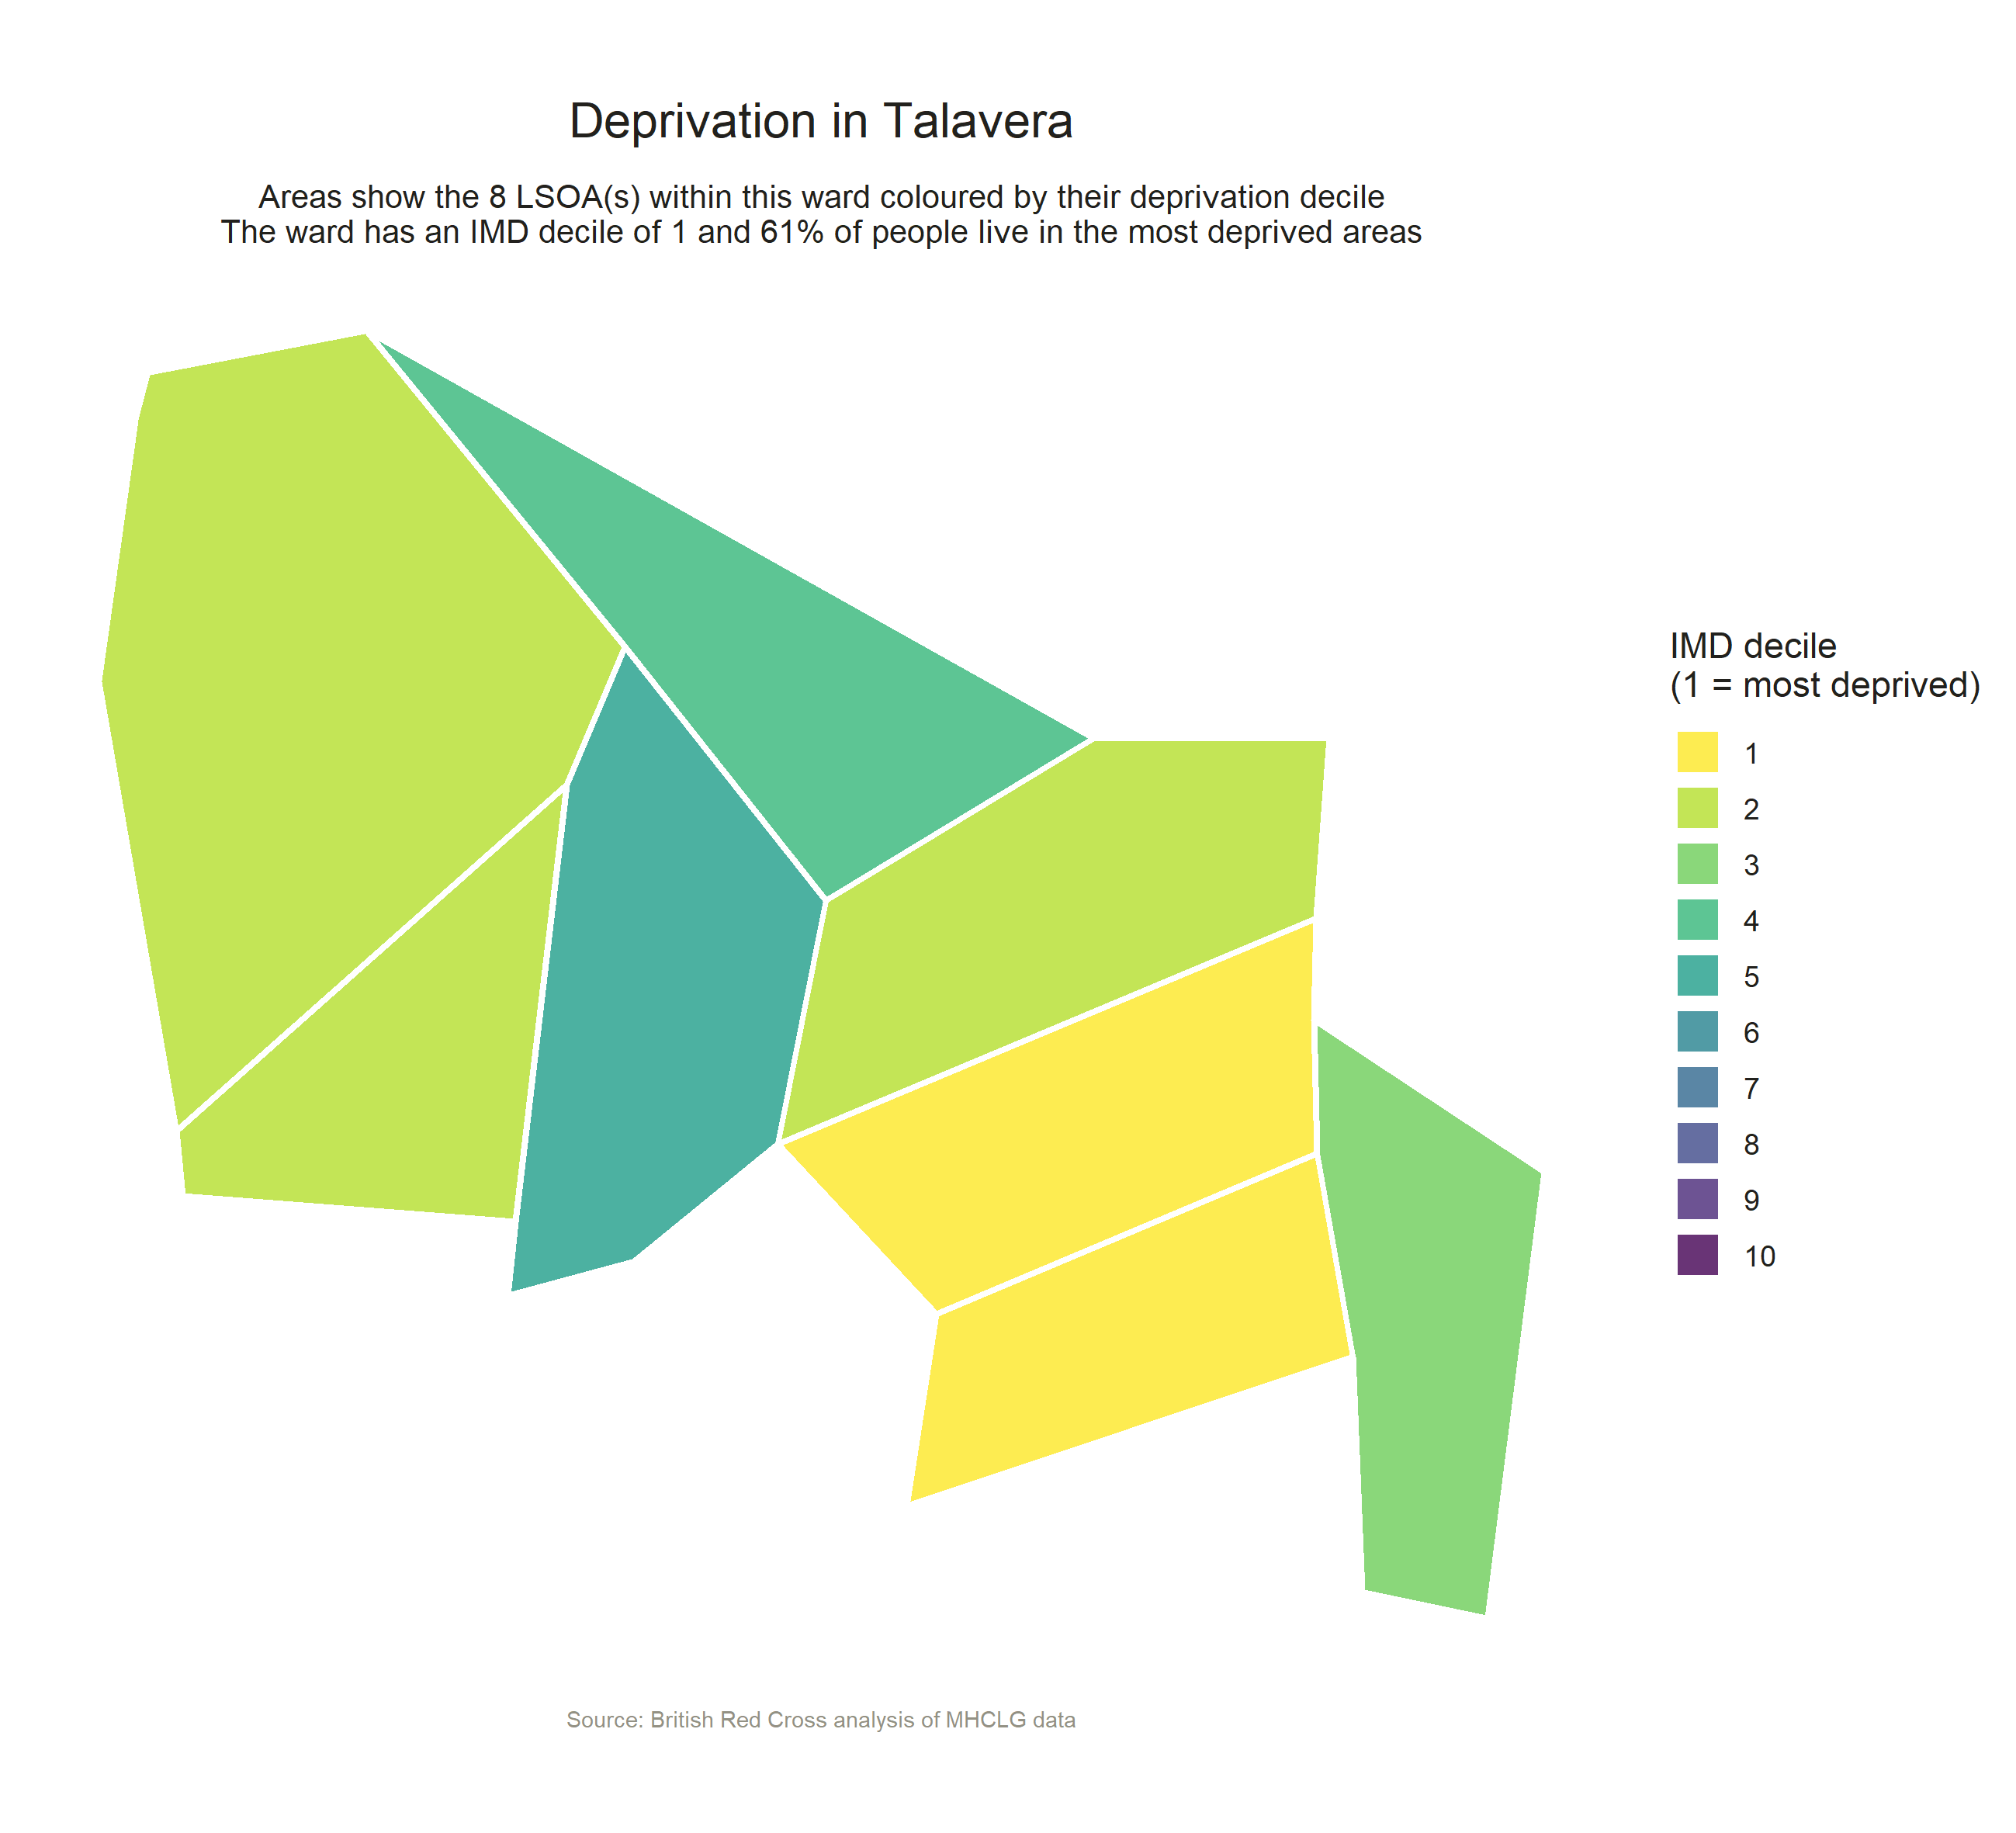 Deprivation in Talavera
Areas show the 8 LSOA(s) within this ward coloured by their deprivation decile
The ward has an IMD decile of 1 and 61% of people live in the most deprived areas
IMD decile
(1 = most deprived)
1
2
3
4
5
6
7
8
9
10
Source: British Red Cross analysis of MHCLG data